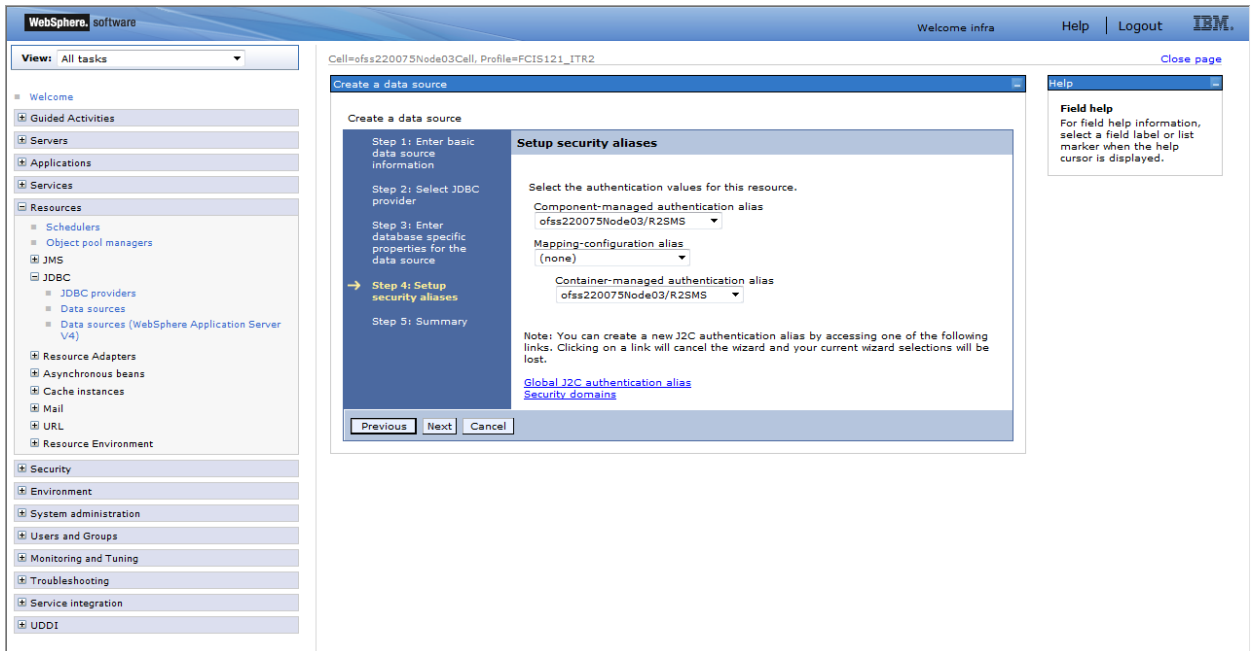 WebSphere. software
Welcome infra
Help
Logout
IBM.
View: All tasks
Welcome
Guided Activities
Servers
Applications
Services
Resources
Schedulers
Object pool managers
JMS
JDBC
JDBC providers
Data sources
Data sources (WebSphere Application Server
V4)
Resource Adapters
Asynchronous beans
Cache instances
Mail
URL
Resource Environment
Security
Environment
System administration
Users and Groups
Monitoring and Tuning
Troubleshooting
Service integration
UDDI
Cell=ofss220075Node03Cell, Profile=FCIS121_ITR2
Close page
Create a data source
Create a data source
Step 1: Enter basic
data source
information
Step 2: Select JDBC
provider
Step 3: Enter
database specific
properties for the
data source
Step 4: Setup
security aliases
Step 5: Summary
Setup security aliases
Select the authentication values for this resource.
Component-managed authentication alias
ofss220075Node03/R2SMS
Mapping-configuration alias
(none)
Container-managed authentication alias
ofss220075Node03/R2SMS
Note: You can create a new J2C authentication alias by accessing one of the following
links. Clicking on a link will cancel the wizard and your current wizard selections will be
lost.
Global J2C authentication alias
Security domains
Previous
Next
Cancel
Help
Field help
For field help information,
select a field label or list
marker when the help
cursor is displayed.